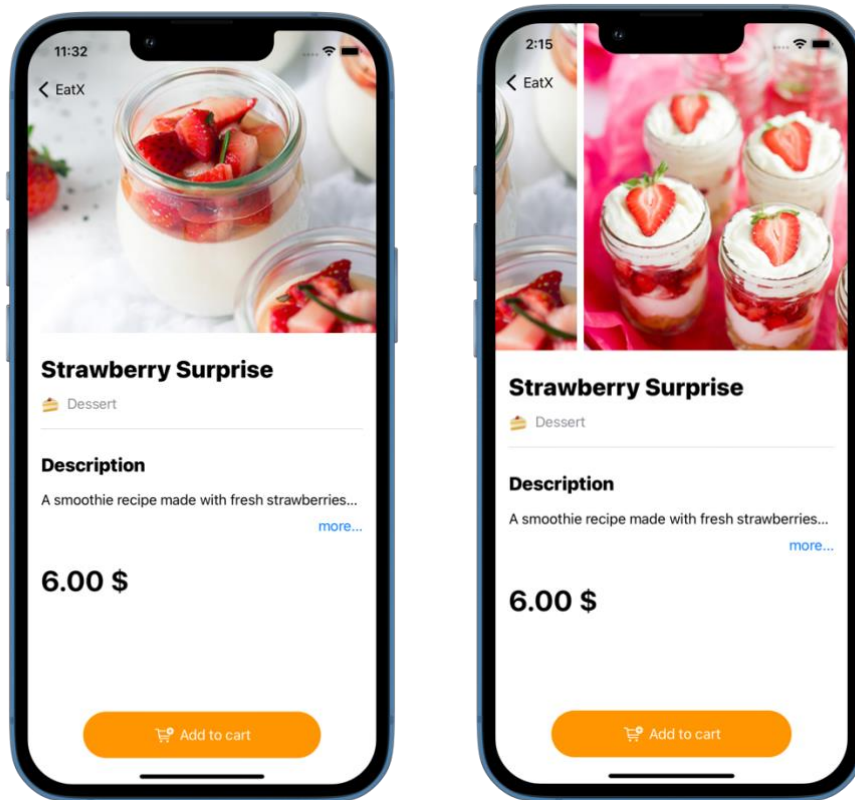 11:32
EatX
Strawberry Surprise
Dessert
Description
A smoothie recipe made with fresh strawberries...
more...
6.00 $
Add to cart
2:15
EatX
Strawberry Surprise
Dessert
Description
A smoothie recipe made with fresh strawberries...
more...
6.00 $
Add to cart